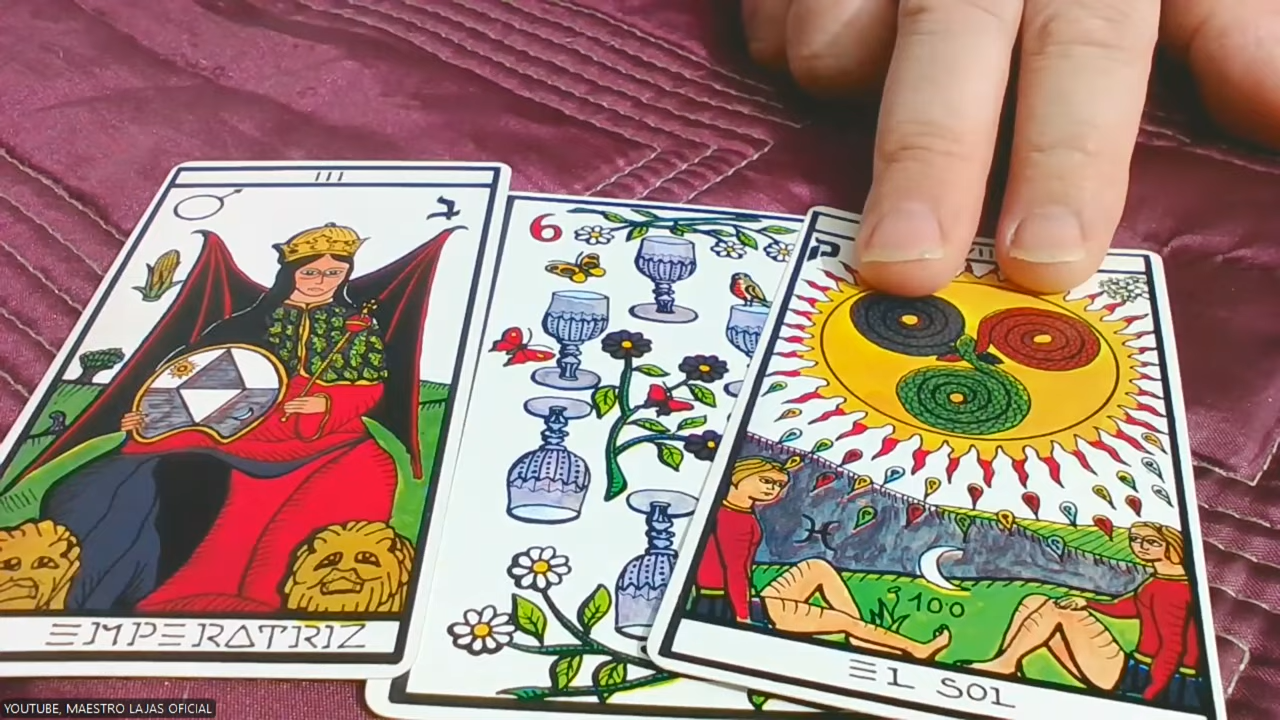 III
ג
EMPERATRIZ
6
ק
EL SOL
100
YOUTUBE, MAESTRO LAJAS OFICIAL